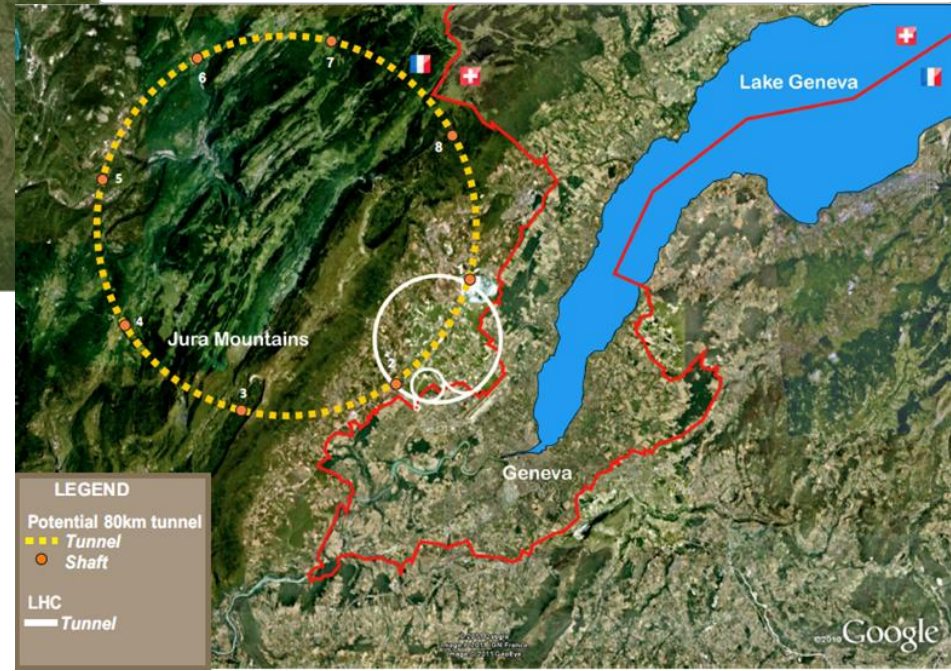 7
6
8
Lake Geneva
5
1
4
Jura Mountains
2
3
Geneva
LEGEND
Potential 80km tunnel
Tunnel
Shaft
LHC
Tunnel
©2010 Google